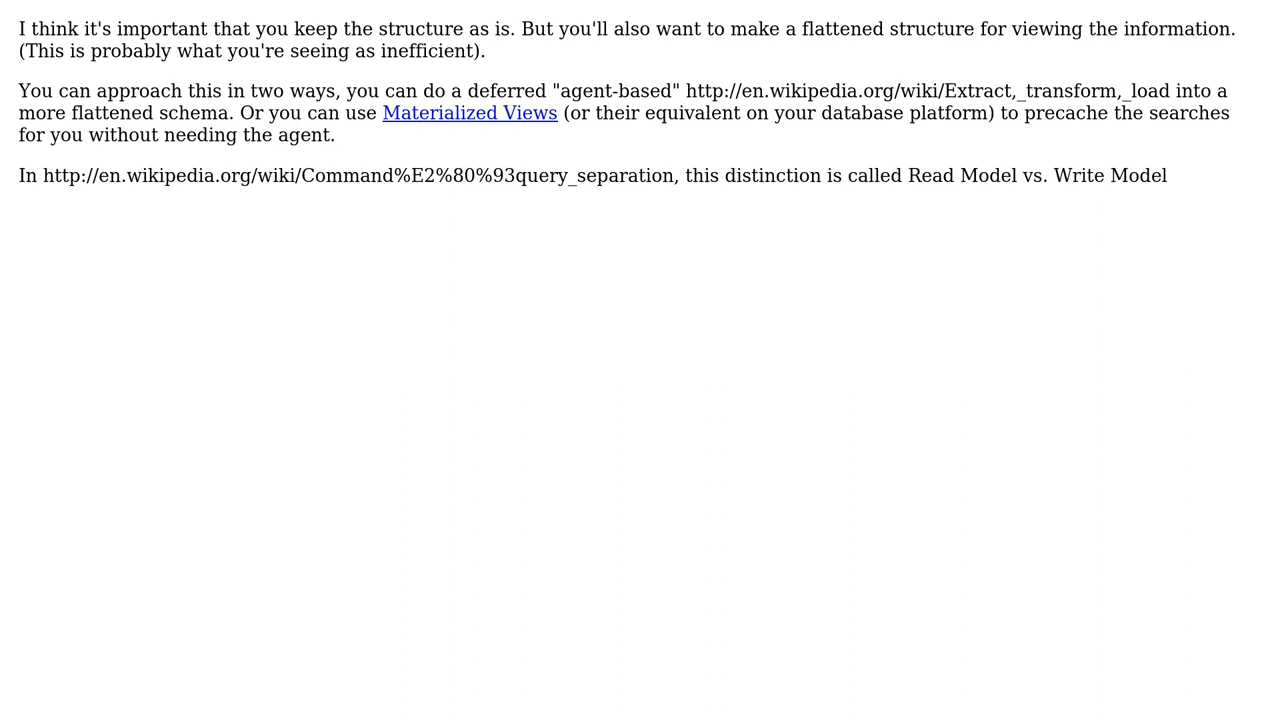 I think it's important that you keep the structure as is. But you'll also want to make a flattened structure for viewing the information.
(This is probably what you're seeing as inefficient).
You can approach this in two ways, you can do a deferred "agent-based" http://en.wikipedia.org/wiki/Extract,_transform,_load into a
more flattened schema. Or you can use Materialized Views (or their equivalent on your database platform) to precache the searches
for you without needing the agent.
In http://en.wikipedia.org/wiki/Command%E2%80%93query_separation, this distinction is called Read Model vs. Write Model